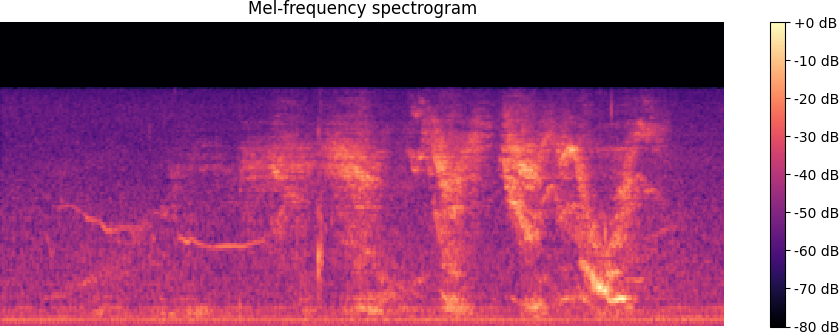 Mel-frequency spectrogram
+0 dB
-10 dB
-20 dB
-30 dB
-40 dB
-50 dB
-60 dB
-70 dB
-80 dB